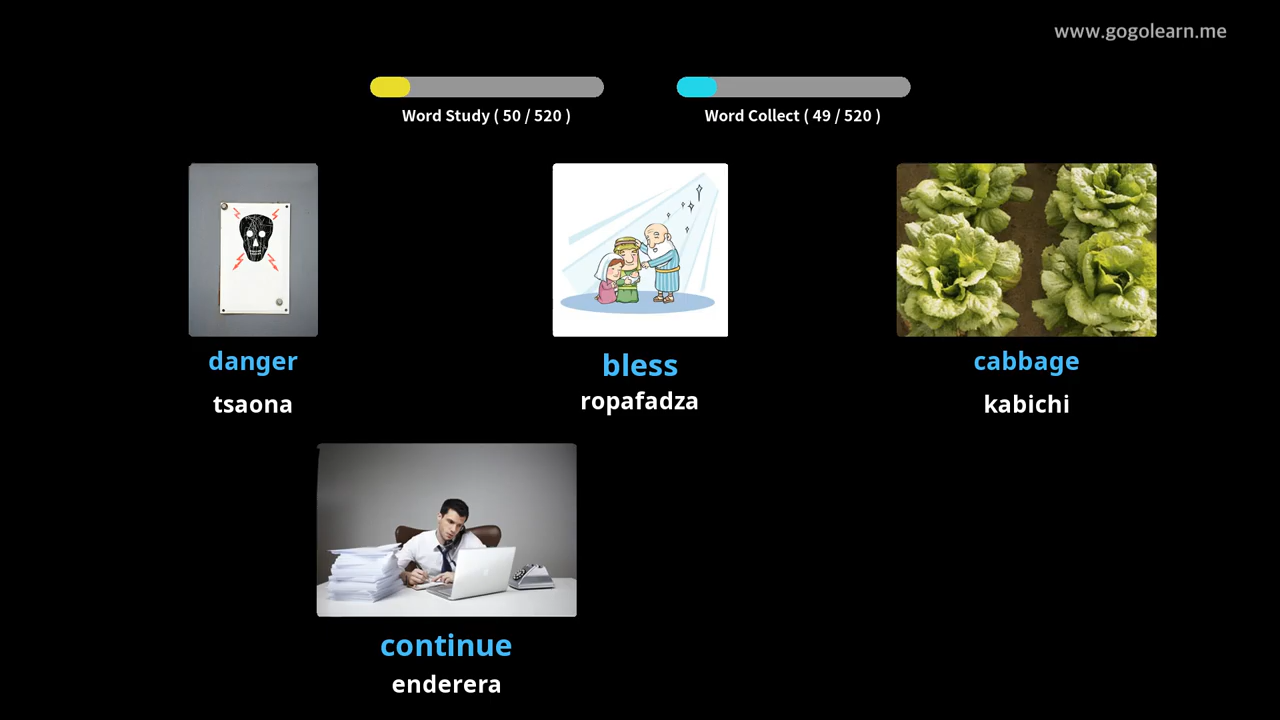 www.gogolearn.me
Word Study ( 50 / 520 )
Word Collect ( 49 / 520 )
danger
tsaona
bless
ropafadza
cabbage
kabichi
continue
enderera